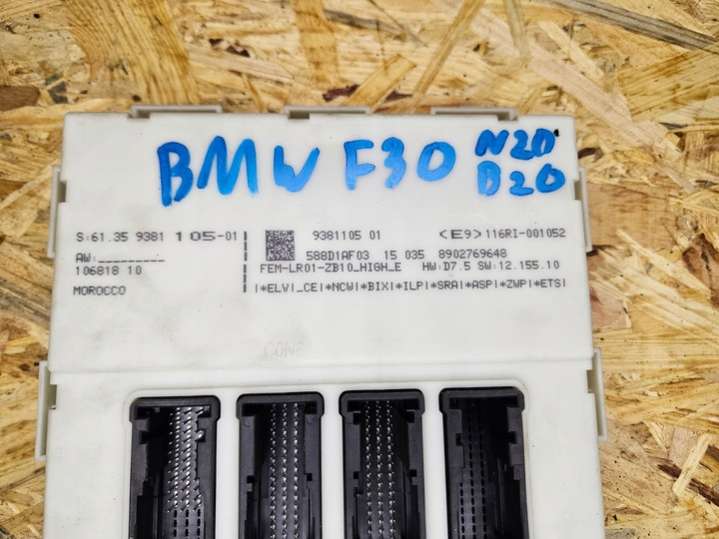 BMW F30 N20
B20
S:61.35 9381 105-01
9381105 01
<E9>116RI-001052
AW:_________
588D1AF03 15 035 8902769648
106818 10
FEM-LR01-ZB10_HIGH_E HW:D7.5 SW:12.155.10
MOROCCO
|*ELV|_CE|*NCW|*BIX|*ILP|*SRA|*ASP|*ZWP|*ETS|